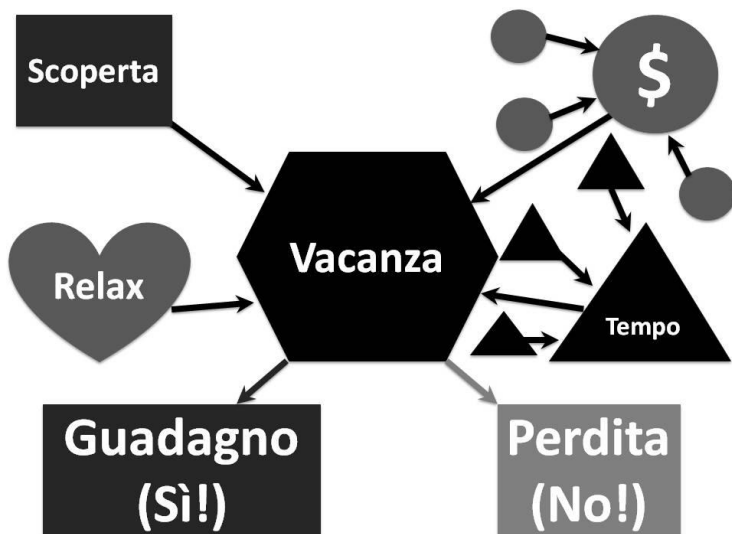 Scoperta
$
Vacanza
Relax
Tempo
Guadagno
(Sì!)
Perdita
(No!)